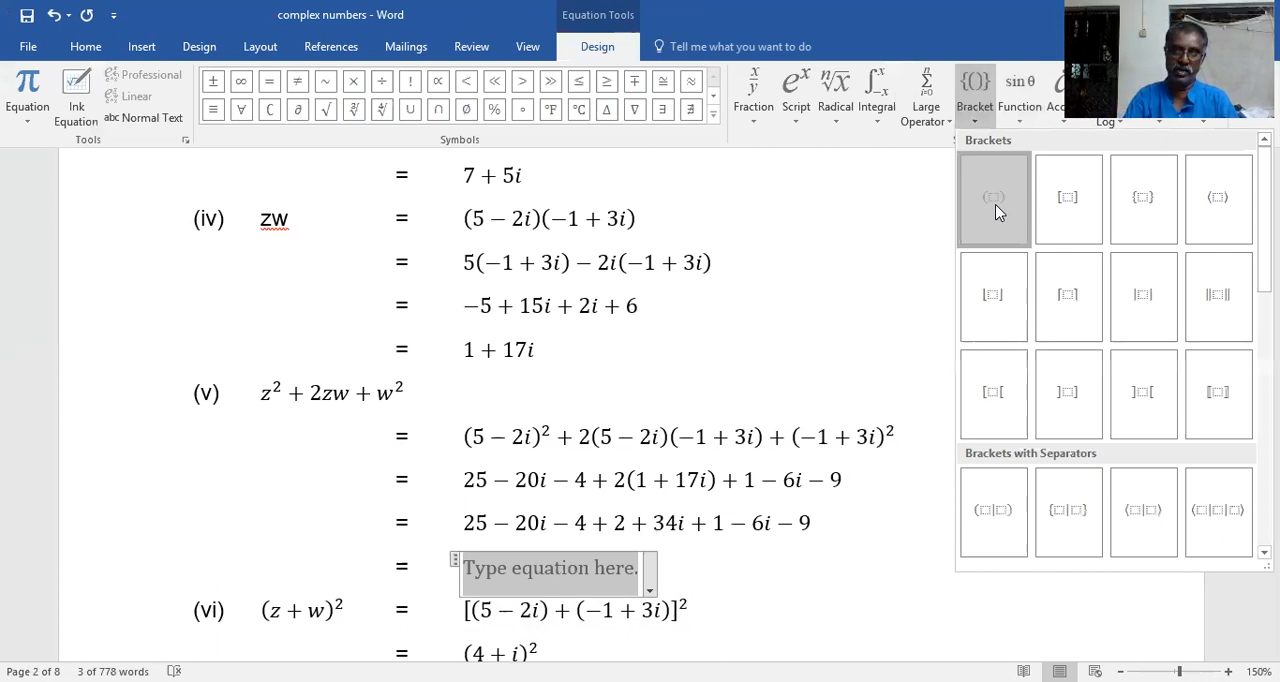 complex numbers - Word
Equation Tools
File Home Insert Design Layout References Mailings Review View Design Tell me what you want to do
π Equation
Ink Equation
Professional
Linear
abc Normal Text
± ∞ = ≠ ~ × ÷ ! ∝ < ≪ > ≫ ≤ ≥ ∓ ≅ ≈
≡ ∀ ∁ ∂ √ ∛ ∜ ∪ ∩ ∅ % ° °F °C ∆ ∇ ∃ ∄
Fraction Script Radical Integral Large Operator Bracket Function
Tools Symbols
Brackets
= 7 + 5i
(iv) zw = (5 − 2i)(−1 + 3i)
= 5(−1 + 3i) − 2i(−1 + 3i)
= −5 + 15i + 2i + 6
= 1 + 17i
(v) z² + 2zw + w²
= (5 − 2i)² + 2(5 − 2i)(−1 + 3i) + (−1 + 3i)²
= 25 − 20i − 4 + 2(1 + 17i) + 1 − 6i − 9
= 25 − 20i − 4 + 2 + 34i + 1 − 6i − 9
= Type equation here.
(vi) (z + w)² = [(5 − 2i) + (−1 + 3i)]²
= (4 + i)²
Brackets with Separators
Page 2 of 8 3 of 778 words 150%